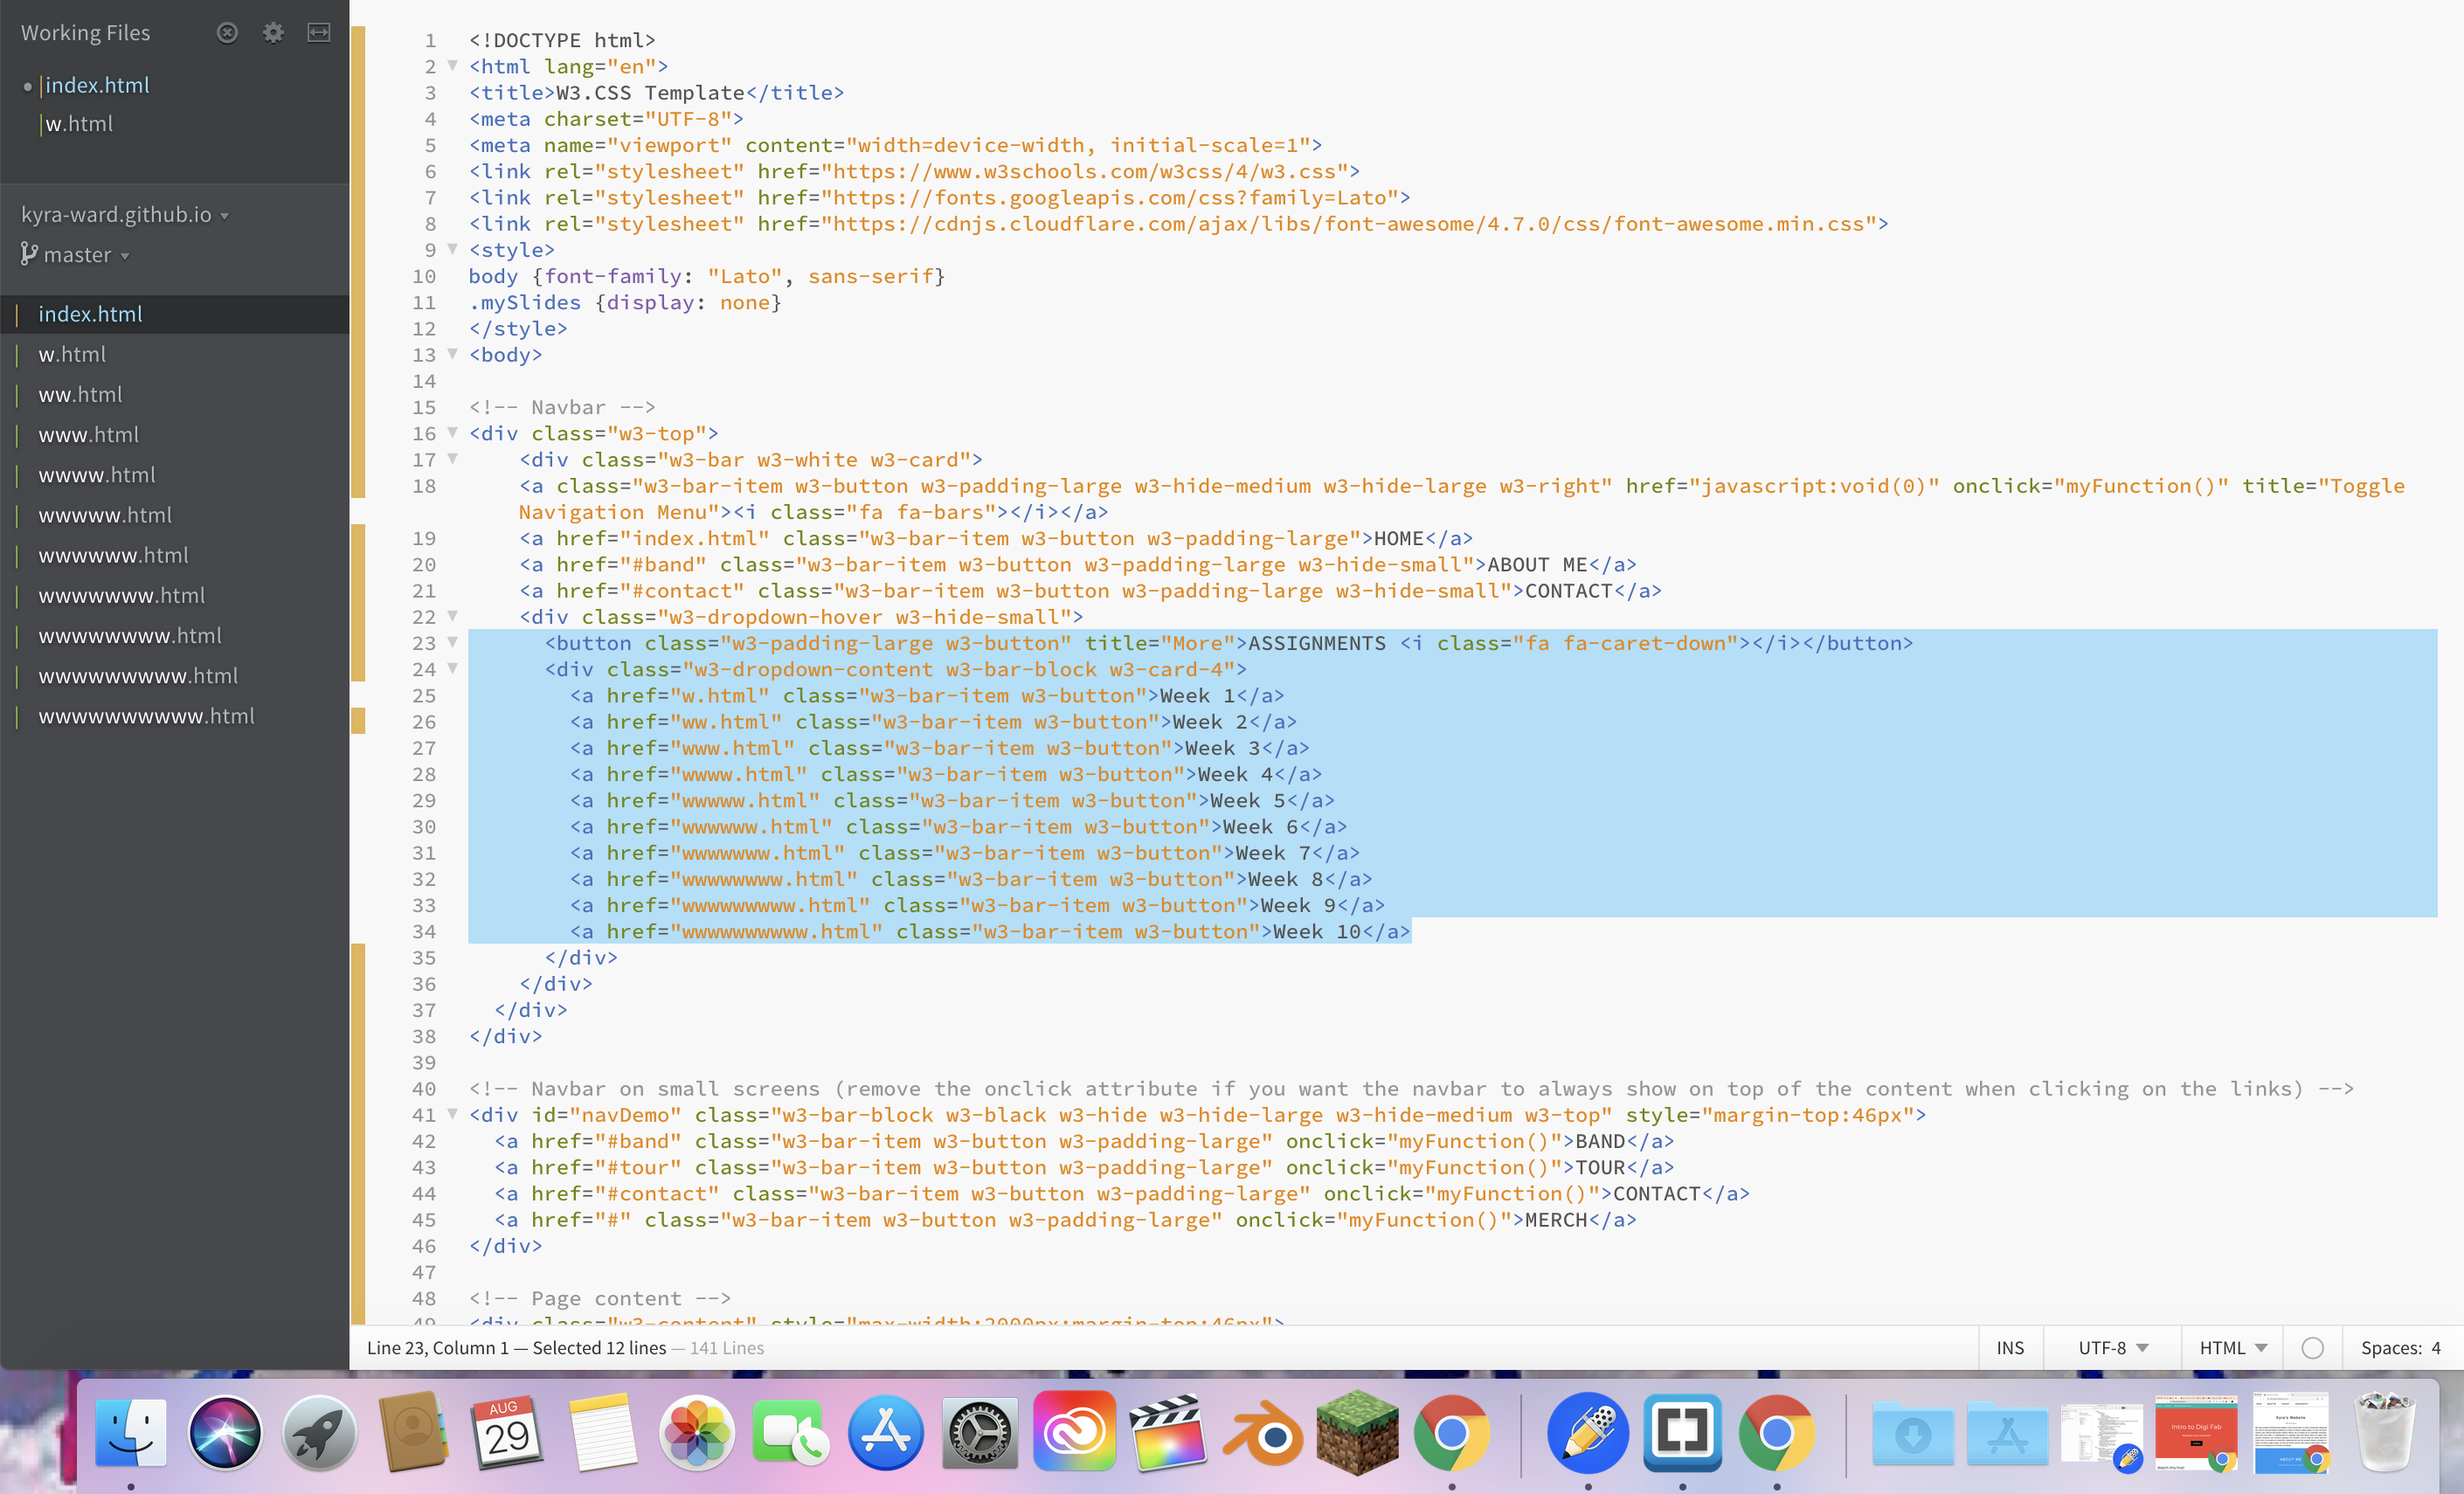 Working Files
index.html
w.html
kyra-ward.github.io
master
index.html
w.html
ww.html
www.html
wwww.html
wwwww.html
wwwwww.html
wwwwwww.html
wwwwwwww.html
wwwwwwwww.html
wwwwwwwwww.html
1 <!DOCTYPE html>
2 <html lang="en">
3 <title>W3.CSS Template</title>
4 <meta charset="UTF-8">
5 <meta name="viewport" content="width=device-width, initial-scale=1">
6 <link rel="stylesheet" href="https://www.w3schools.com/w3css/4/w3.css">
7 <link rel="stylesheet" href="https://fonts.googleapis.com/css?family=Lato">
8 <link rel="stylesheet" href="https://cdnjs.cloudflare.com/ajax/libs/font-awesome/4.7.0/css/font-awesome.min.css">
9 <style>
10 body {font-family: "Lato", sans-serif}
11 .mySlides {display: none}
12 </style>
13 <body>
14
15 <!-- Navbar -->
16 <div class="w3-top">
17 <div class="w3-bar w3-white w3-card">
18 <a class="w3-bar-item w3-button w3-padding-large w3-hide-medium w3-hide-large w3-right" href="javascript:void(0)" onclick="myFunction()" title="Toggle
Navigation Menu"><i class="fa fa-bars"></i></a>
19 <a href="index.html" class="w3-bar-item w3-button w3-padding-large">HOME</a>
20 <a href="#band" class="w3-bar-item w3-button w3-padding-large w3-hide-small">ABOUT ME</a>
21 <a href="#contact" class="w3-bar-item w3-button w3-padding-large w3-hide-small">CONTACT</a>
22 <div class="w3-dropdown-hover w3-hide-small">
23 <button class="w3-padding-large w3-button" title="More">ASSIGNMENTS <i class="fa fa-caret-down"></i></button>
24 <div class="w3-dropdown-content w3-bar-block w3-card-4">
25 <a href="w.html" class="w3-bar-item w3-button">Week 1</a>
26 <a href="ww.html" class="w3-bar-item w3-button">Week 2</a>
27 <a href="www.html" class="w3-bar-item w3-button">Week 3</a>
28 <a href="wwww.html" class="w3-bar-item w3-button">Week 4</a>
29 <a href="wwwww.html" class="w3-bar-item w3-button">Week 5</a>
30 <a href="wwwwww.html" class="w3-bar-item w3-button">Week 6</a>
31 <a href="wwwwwww.html" class="w3-bar-item w3-button">Week 7</a>
32 <a href="wwwwwwww.html" class="w3-bar-item w3-button">Week 8</a>
33 <a href="wwwwwwwww.html" class="w3-bar-item w3-button">Week 9</a>
34 <a href="wwwwwwwwww.html" class="w3-bar-item w3-button">Week 10</a>
35 </div>
36 </div>
37 </div>
38 </div>
39
40 <!-- Navbar on small screens (remove the onclick attribute if you want the navbar to always show on top of the content when clicking on the links) -->
41 <div id="navDemo" class="w3-bar-block w3-black w3-hide w3-hide-large w3-hide-medium w3-top" style="margin-top:46px">
42 <a href="#band" class="w3-bar-item w3-button w3-padding-large" onclick="myFunction()">BAND</a>
43 <a href="#tour" class="w3-bar-item w3-button w3-padding-large" onclick="myFunction()">TOUR</a>
44 <a href="#contact" class="w3-bar-item w3-button w3-padding-large" onclick="myFunction()">CONTACT</a>
45 <a href="#" class="w3-bar-item w3-button w3-padding-large" onclick="myFunction()">MERCH</a>
46 </div>
47
48 <!-- Page content -->
49 <div class="w3-content" style="max-width:2000px;margin-top:46px">
Line 23, Column 1 — Selected 12 lines — 141 Lines
INS UTF-8 HTML Spaces: 4
AUG
29
Intro to Digi Fab
Kyra's Website
ABOUT ME